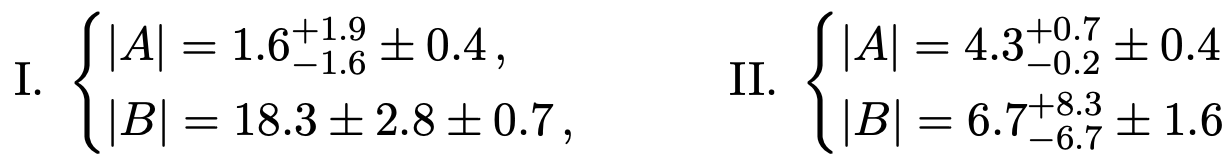 I. { |A| = 1.6^{+1.9}_{−1.6} ± 0.4 ,
|B| = 18.3 ± 2.8 ± 0.7 ,
II. { |A| = 4.3^{+0.7}_{−0.2} ± 0.4
|B| = 6.7^{+8.3}_{−6.7} ± 1.6